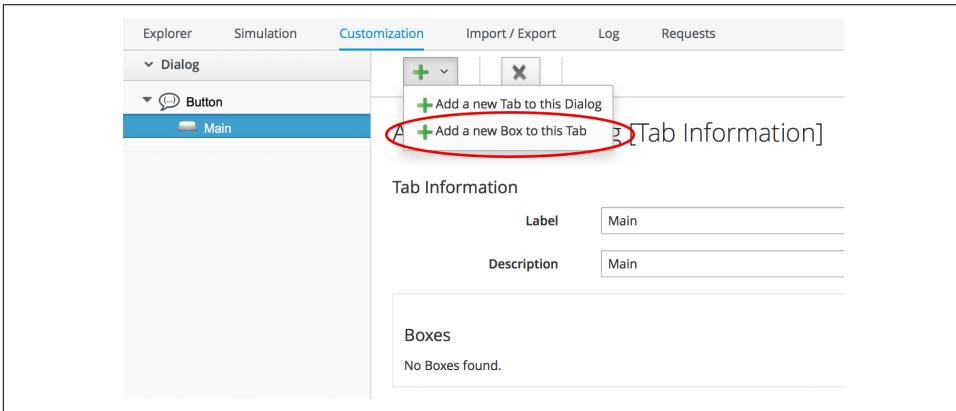 Explorer Simulation Customization Import / Export Log Requests
Dialog
Button
Main
Add a new Tab to this Dialog
Add a new Box to this Tab
[Tab Information]
Tab Information
Label Main
Description Main
Boxes
No Boxes found.